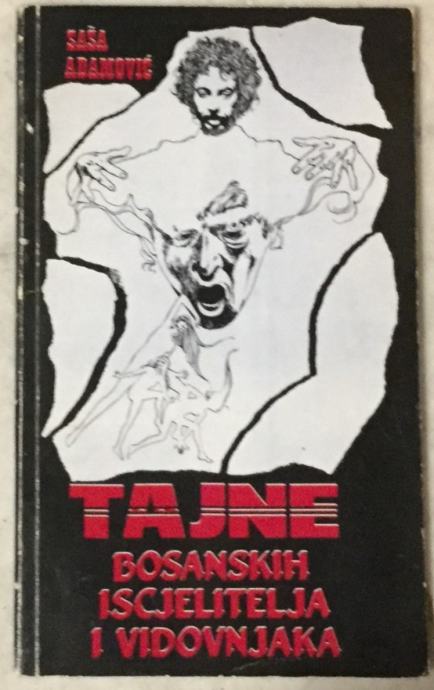 SAŠA
ADAMOVIĆ
TAJNE
BOSANSKIH
ISCJELITELJA
I VIDOVNJAKA